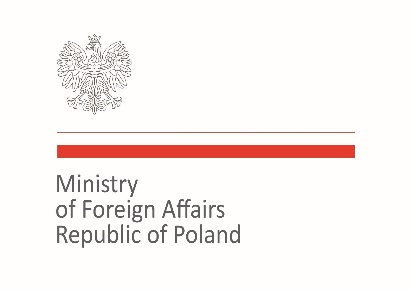 Ministry
of Foreign Affairs
Republic of Poland